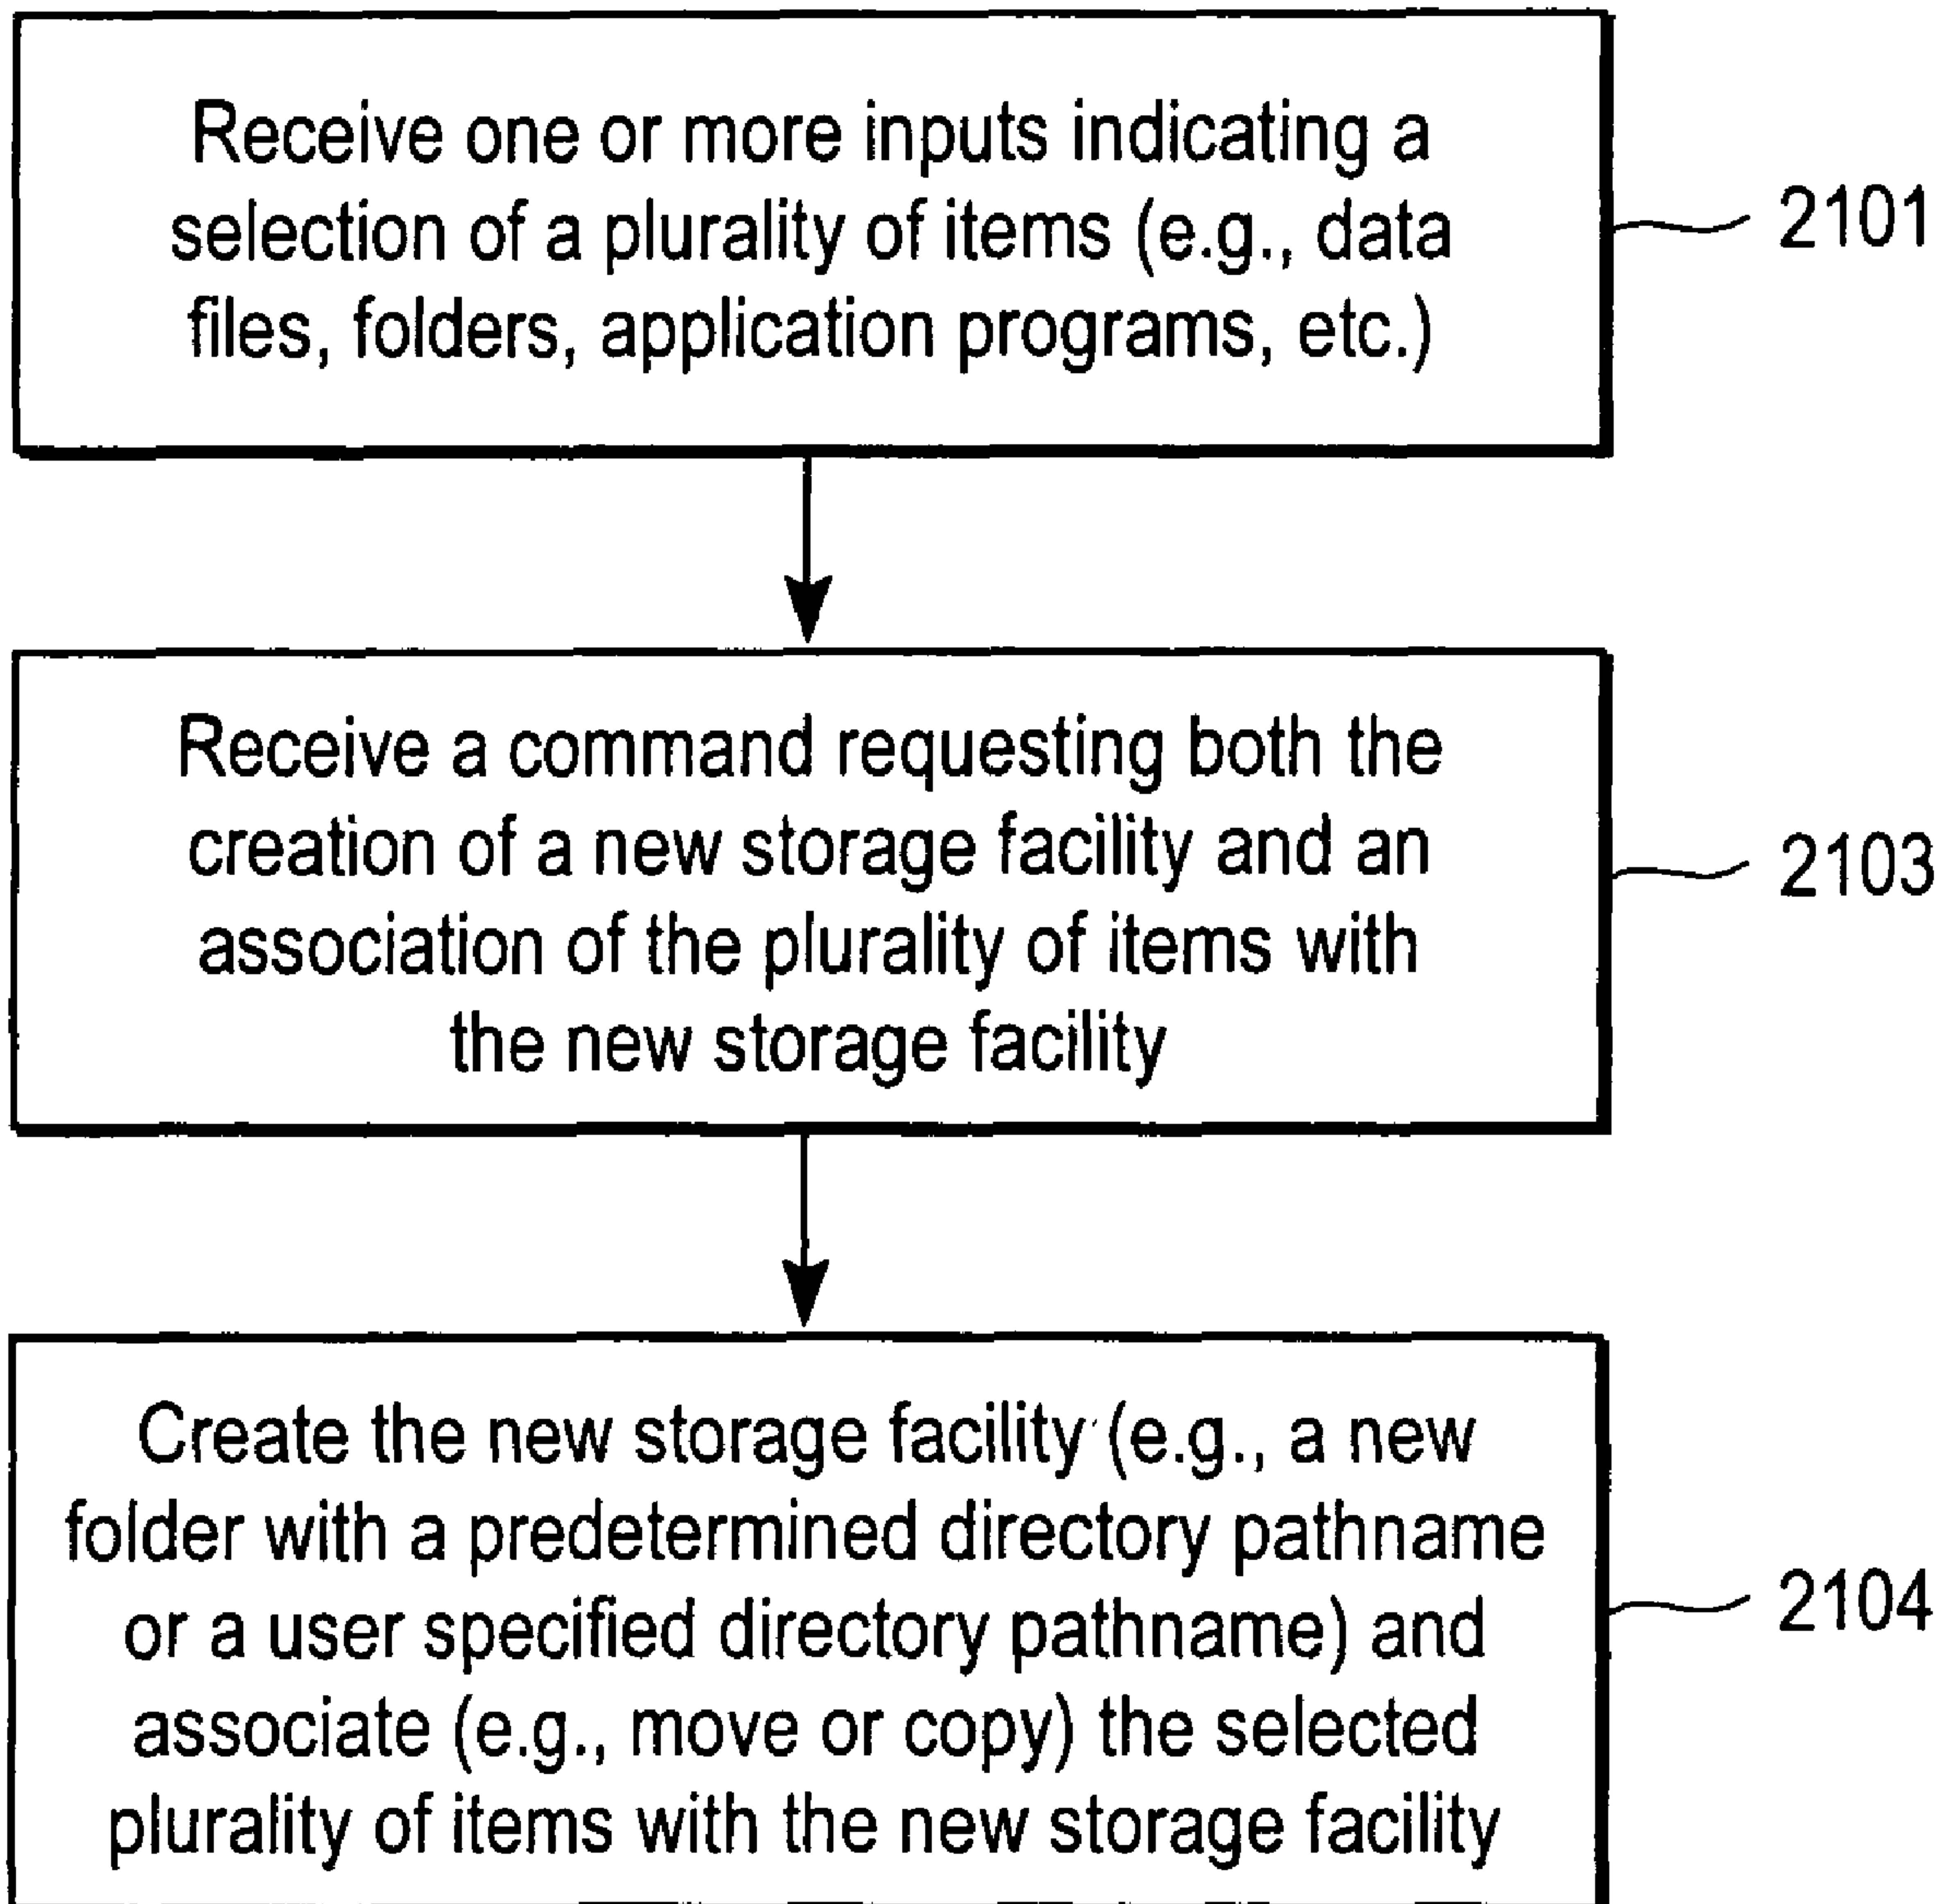 Receive one or more inputs indicating a
selection of a plurality of items (e.g., data
files, folders, application programs, etc.)
2101
Receive a command requesting both the
creation of a new storage facility and an
association of the plurality of items with
the new storage facility
2103
Create the new storage facility (e.g., a new
folder with a predetermined directory pathname
or a user specified directory pathname) and
associate (e.g., move or copy) the selected
plurality of items with the new storage facility
2104